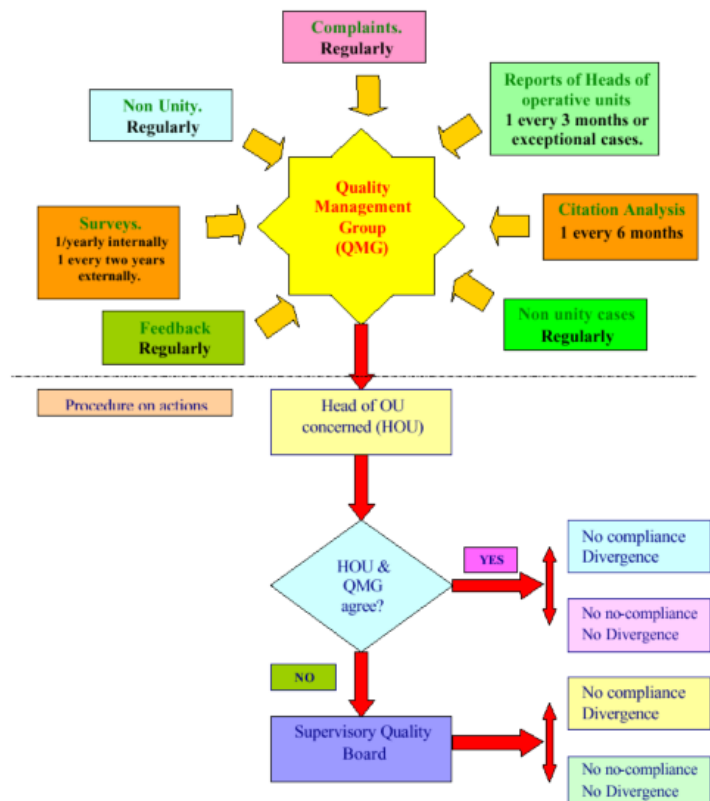 Complaints.
Regularly
Reports of Heads of
operative units
1 every 3 months or
exceptional cases.
Non Unity.
Regularly
Quality
Management
Group
(QMG)
Surveys.
1/yearly internally
1 every two years
externally.
Citation Analysis
1 every 6 months
Feedback
Regularly
Non unity cases
Regularly
Procedure on actions
Head of OU
concerned (HOU)
HOU &
QMG
agree?
YES
No compliance
Divergence
No no-compliance
No Divergence
NO
Supervisory Quality
Board
No compliance
Divergence
No no-compliance
No Divergence